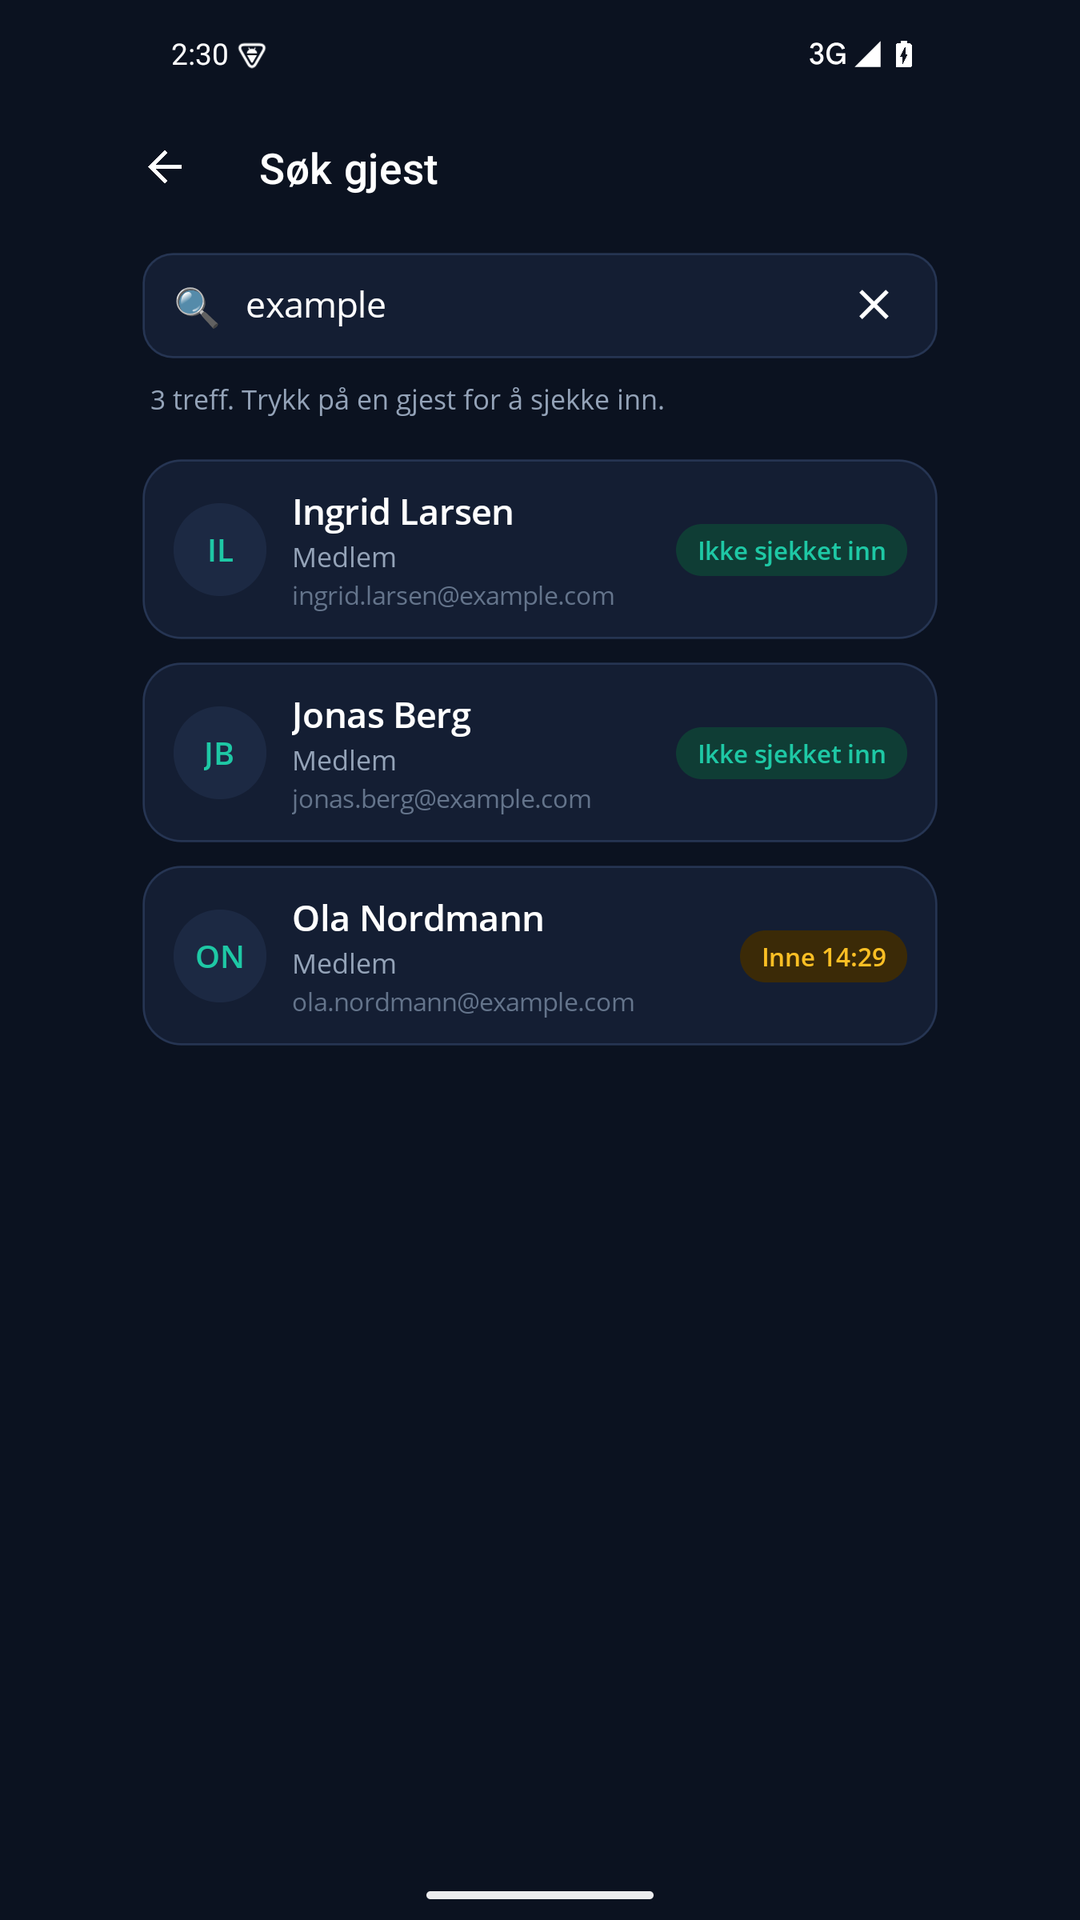 2:30
3G
Søk gjest
example
3 treff. Trykk på en gjest for å sjekke inn.
IL
Ingrid Larsen
Medlem
ingrid.larsen@example.com
Ikke sjekket inn
JB
Jonas Berg
Medlem
jonas.berg@example.com
Ikke sjekket inn
ON
Ola Nordmann
Medlem
ola.nordmann@example.com
Inne 14:29